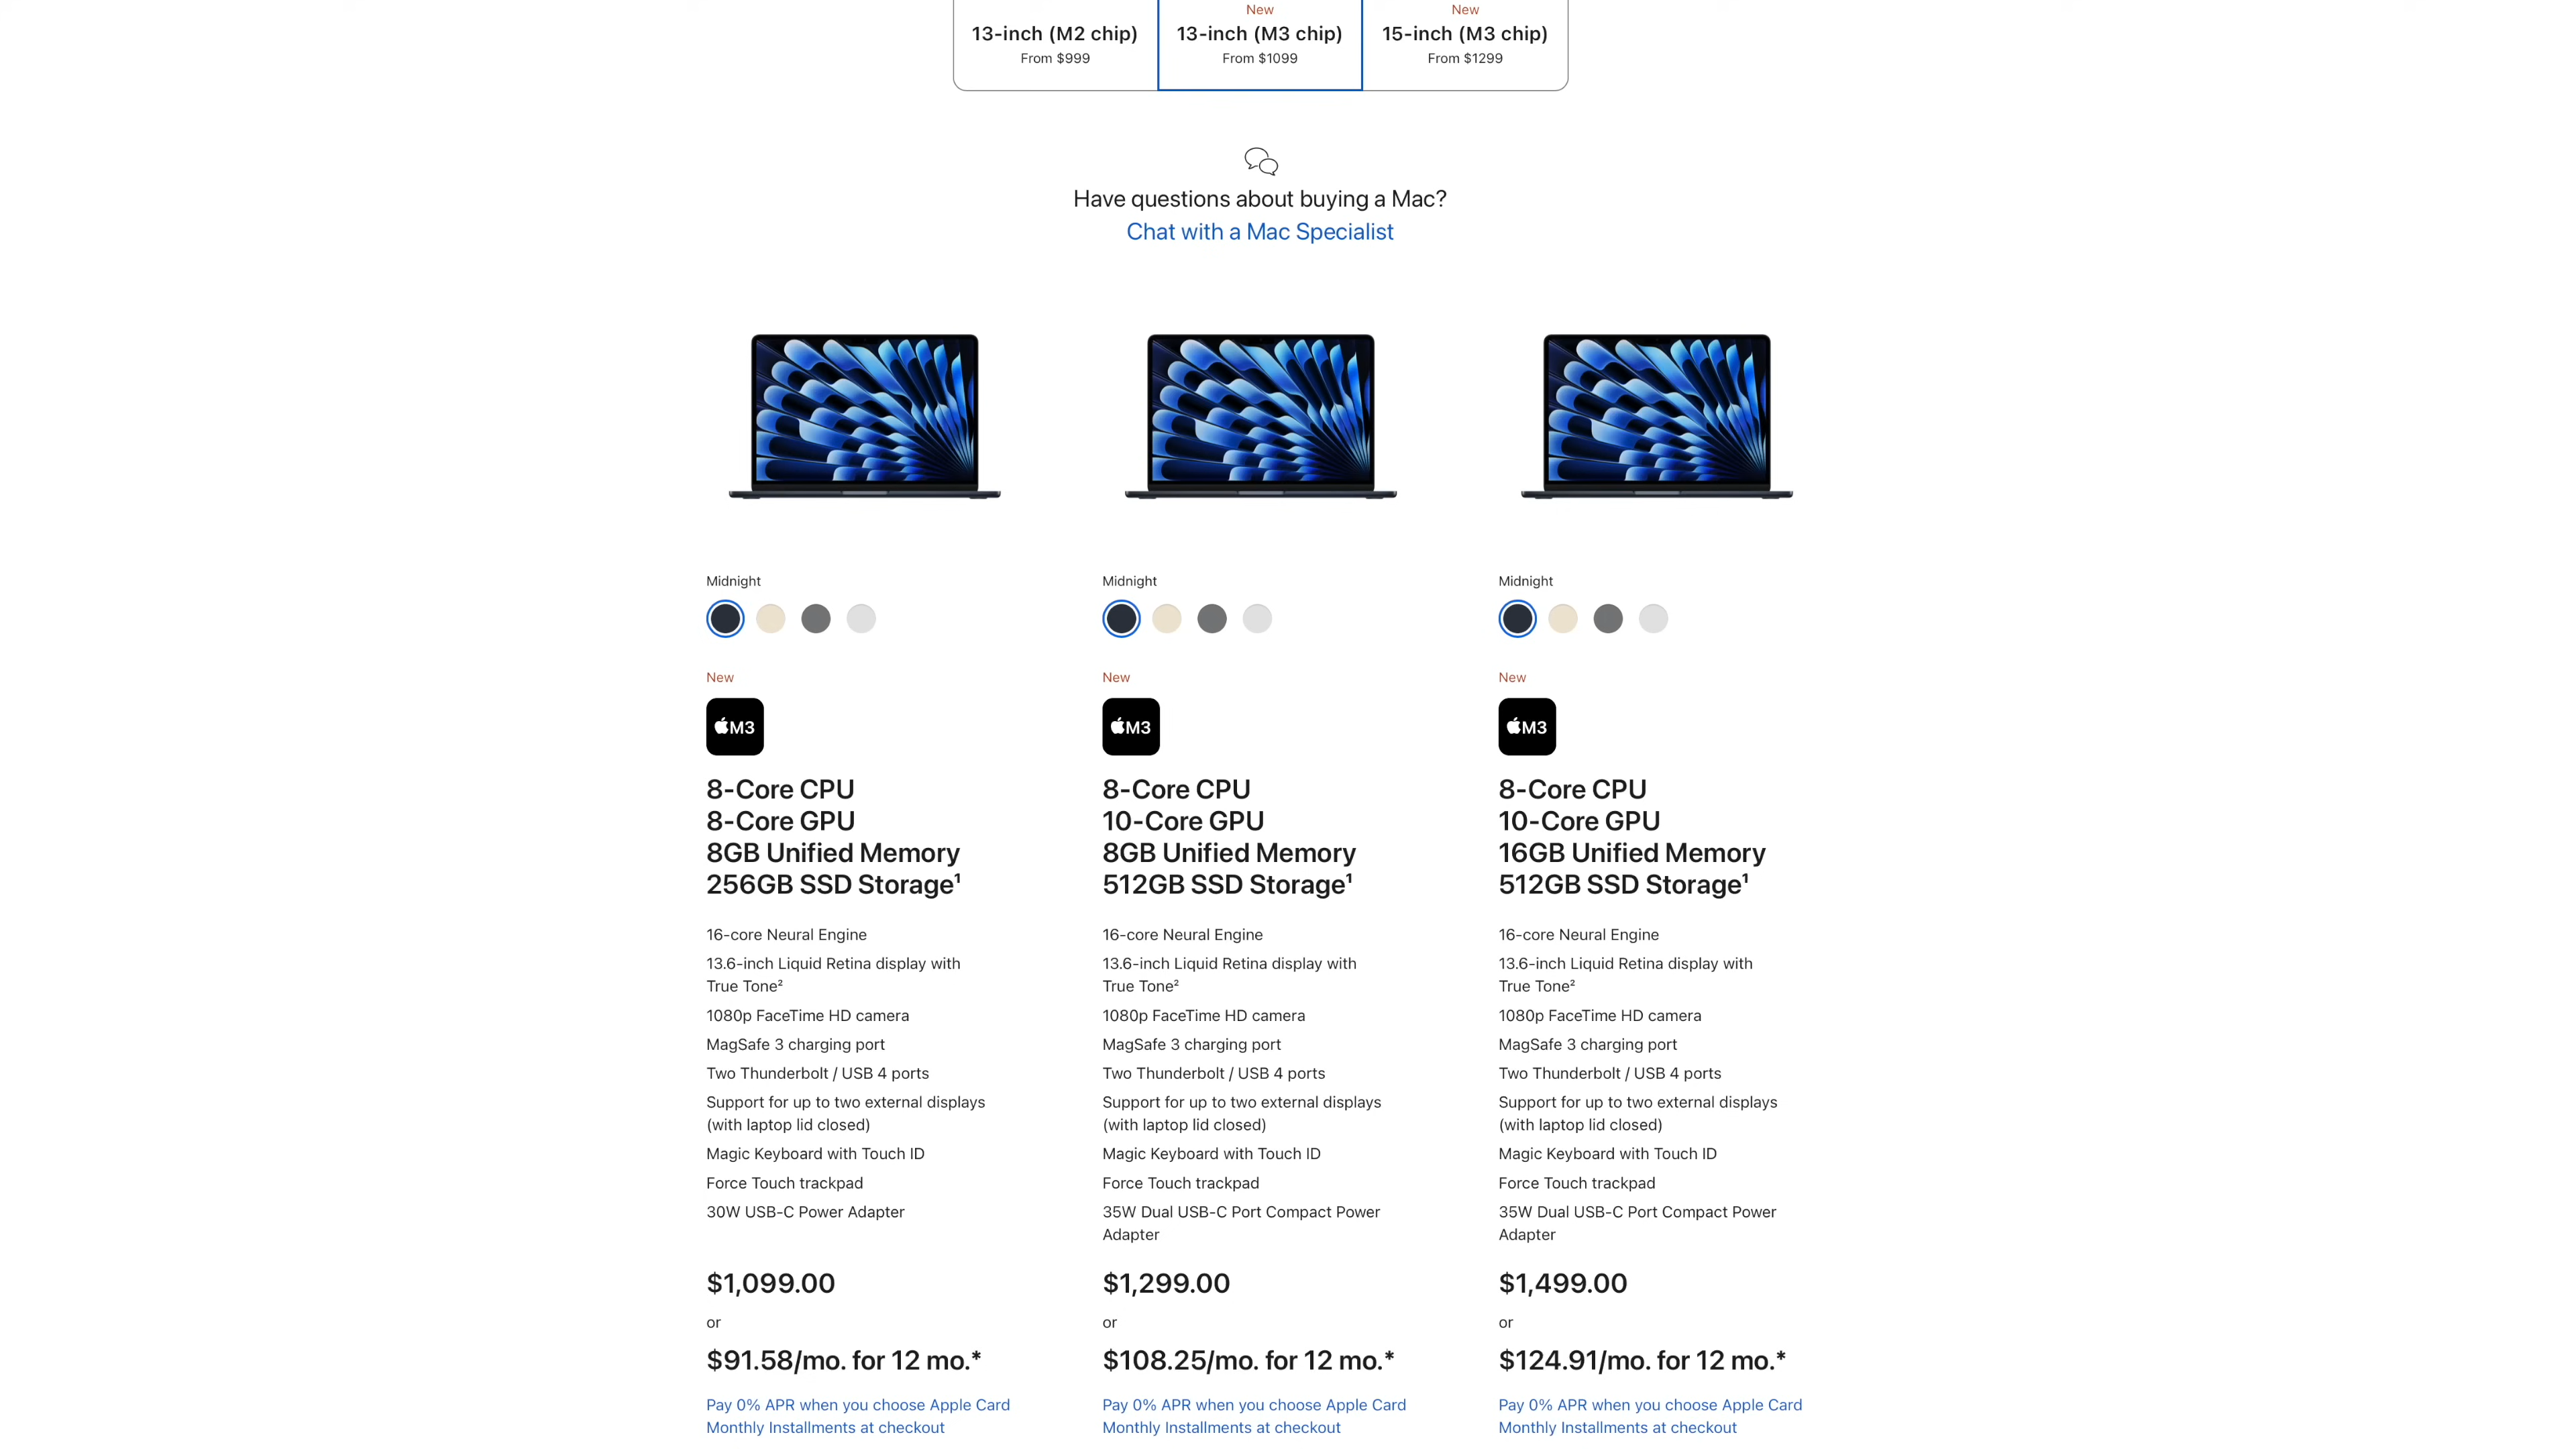 New
New
13-inch (M2 chip)
13-inch (M3 chip)
15-inch (M3 chip)
From $999
From $1099
From $1299
Have questions about buying a Mac?
Chat with a Mac Specialist
Midnight
New
M3
8-Core CPU
8-Core GPU
8GB Unified Memory
256GB SSD Storage¹
16-core Neural Engine
13.6-inch Liquid Retina display with
True Tone²
1080p FaceTime HD camera
MagSafe 3 charging port
Two Thunderbolt / USB 4 ports
Support for up to two external displays
(with laptop lid closed)
Magic Keyboard with Touch ID
Force Touch trackpad
30W USB-C Power Adapter
$1,099.00
or
$91.58/mo. for 12 mo.*
Pay 0% APR when you choose Apple Card
Monthly Installments at checkout
Midnight
New
M3
8-Core CPU
10-Core GPU
8GB Unified Memory
512GB SSD Storage¹
16-core Neural Engine
13.6-inch Liquid Retina display with
True Tone²
1080p FaceTime HD camera
MagSafe 3 charging port
Two Thunderbolt / USB 4 ports
Support for up to two external displays
(with laptop lid closed)
Magic Keyboard with Touch ID
Force Touch trackpad
35W Dual USB-C Port Compact Power
Adapter
$1,299.00
or
$108.25/mo. for 12 mo.*
Pay 0% APR when you choose Apple Card
Monthly Installments at checkout
Midnight
New
M3
8-Core CPU
10-Core GPU
16GB Unified Memory
512GB SSD Storage¹
16-core Neural Engine
13.6-inch Liquid Retina display with
True Tone²
1080p FaceTime HD camera
MagSafe 3 charging port
Two Thunderbolt / USB 4 ports
Support for up to two external displays
(with laptop lid closed)
Magic Keyboard with Touch ID
Force Touch trackpad
35W Dual USB-C Port Compact Power
Adapter
$1,499.00
or
$124.91/mo. for 12 mo.*
Pay 0% APR when you choose Apple Card
Monthly Installments at checkout